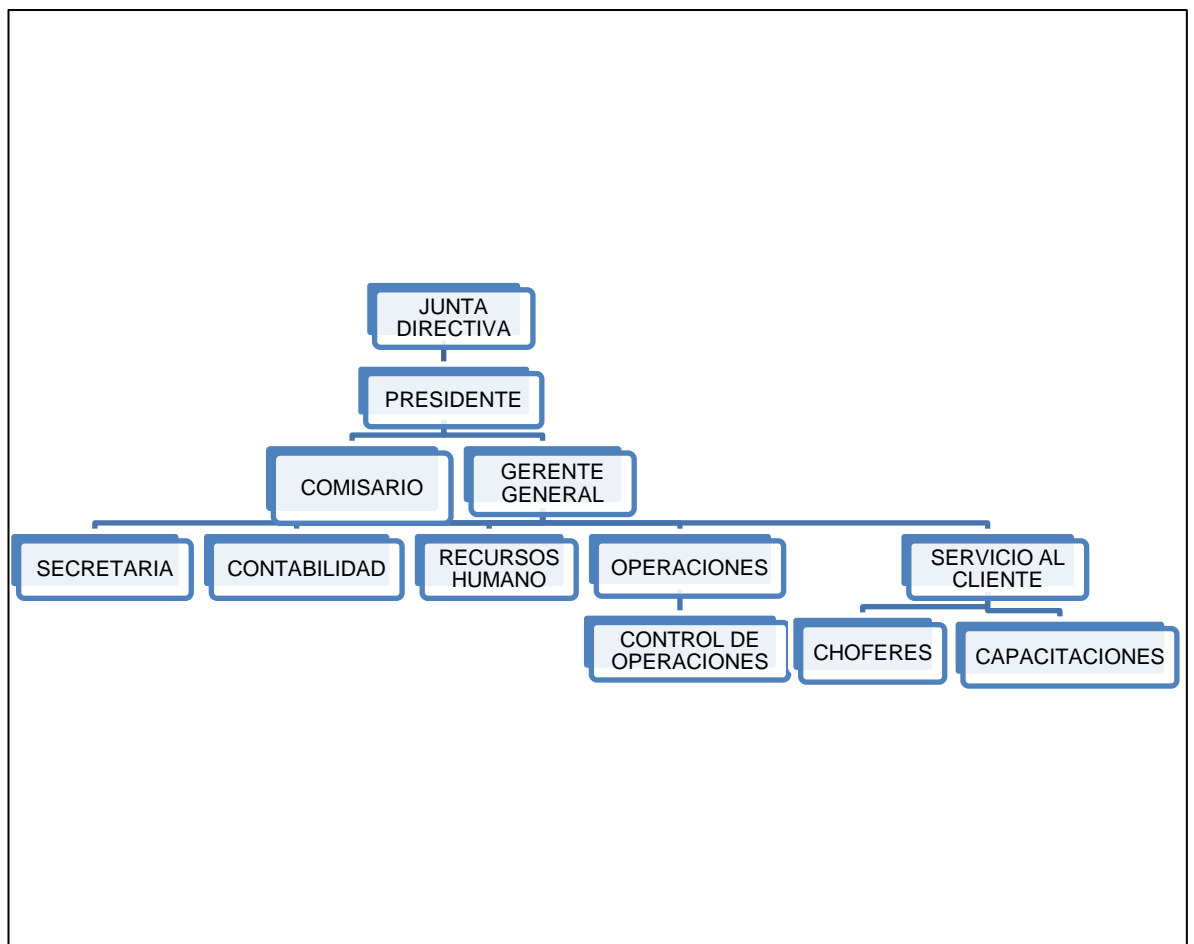 JUNTA
DIRECTIVA
PRESIDENTE
COMISARIO
GERENTE
GENERAL
SECRETARIA
CONTABILIDAD
RECURSOS
HUMANO
OPERACIONES
SERVICIO AL
CLIENTE
CONTROL DE
OPERACIONES
CHOFERES
CAPACITACIONES